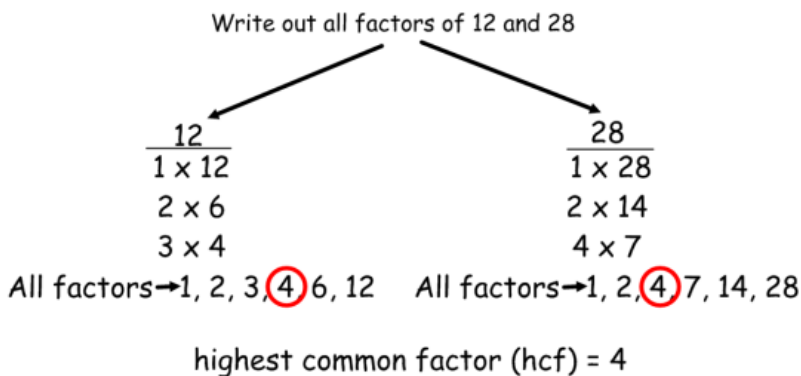 Write out all factors of 12 and 28
12
1 x 12
2 x 6
3 x 4
All factors→1, 2, 3, 4, 6, 12
28
1 x 28
2 x 14
4 x 7
All factors→1, 2, 4, 7, 14, 28
highest common factor (hcf) = 4